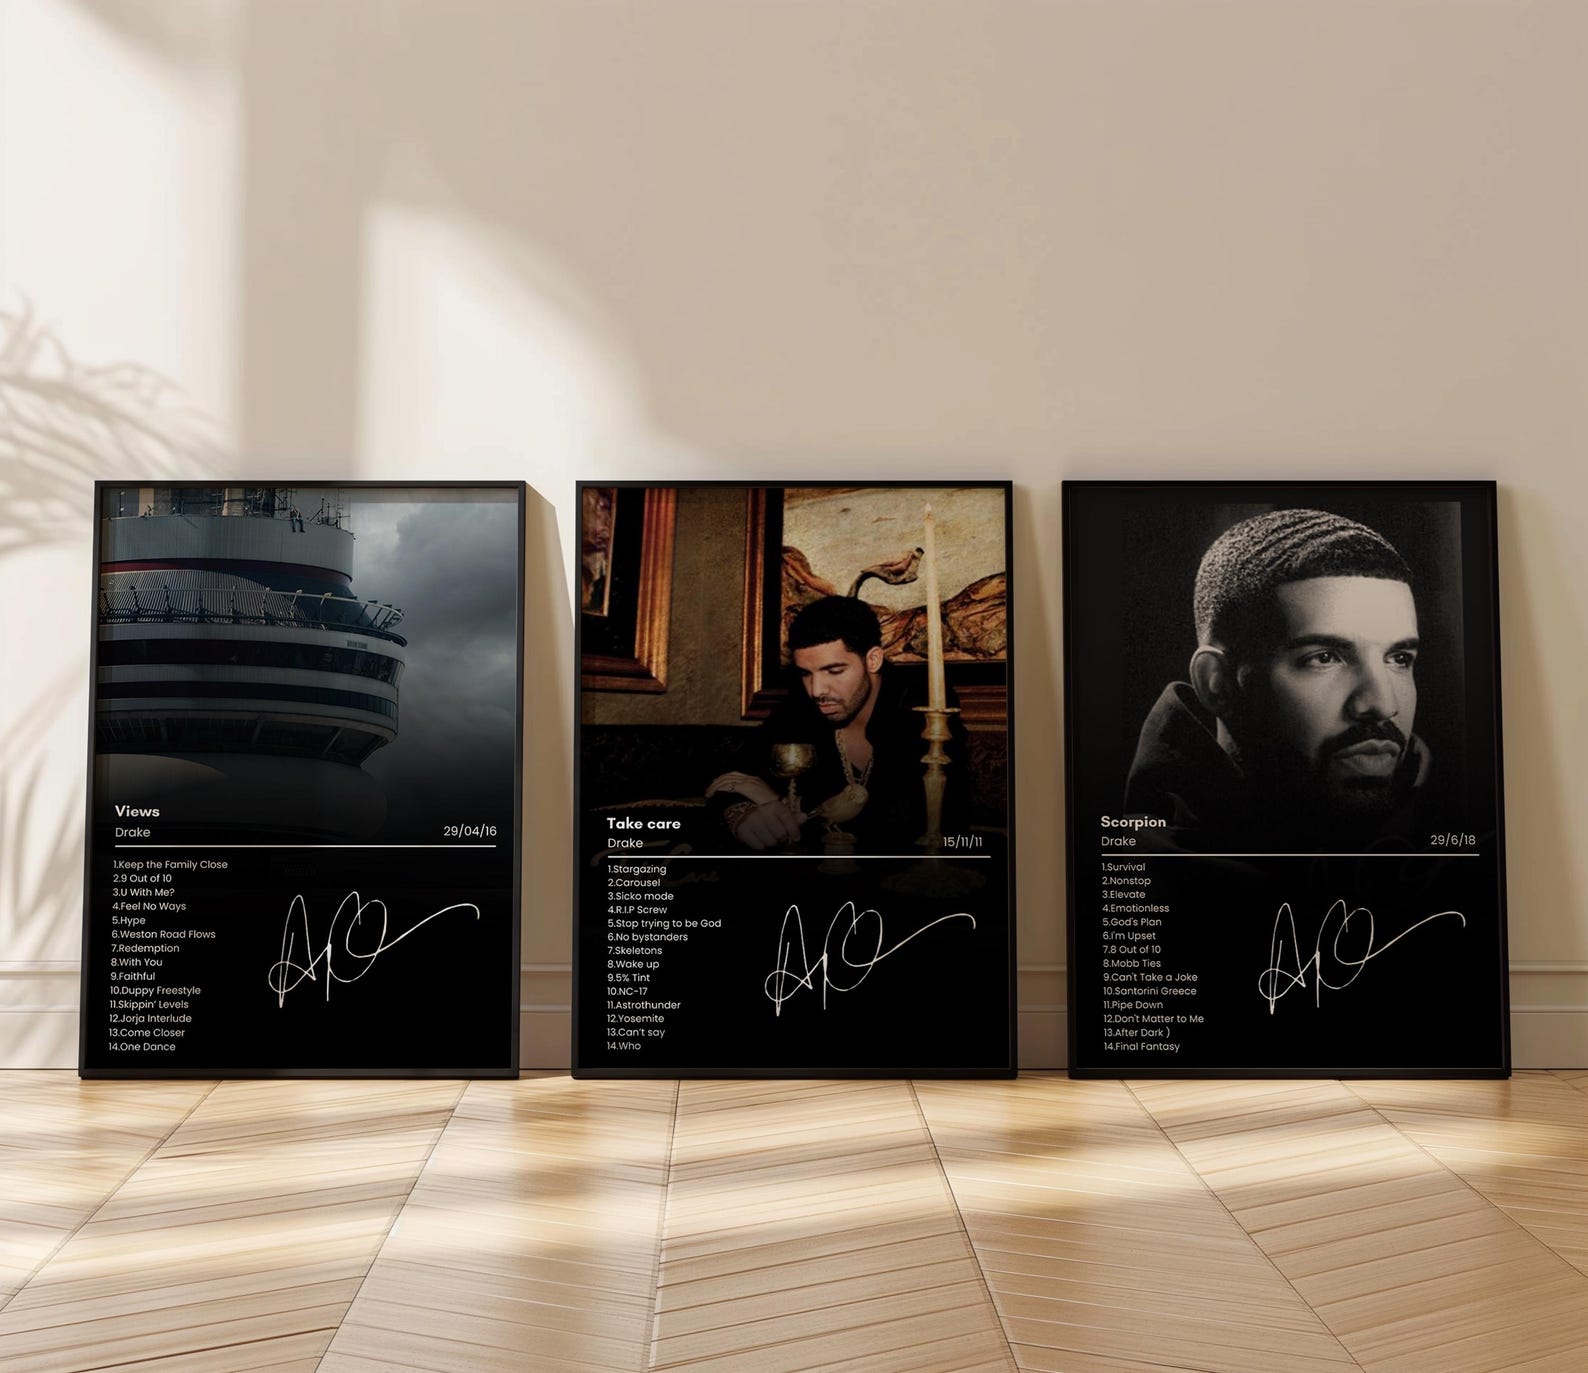 Views
Drake
29/04/16
1.Keep the Family Close
2.9 Out of 10
3.U With Me?
4.Feel No Ways
5.Hype
6.Weston Road Flows
7.Redemption
8.With You
9.Faithful
10.Duppy Freestyle
11.Skippin' Levels
12.Jorja Interlude
13.Come Closer
14.One Dance
Take care
Drake
15/11/11
1.Stargazing
2.Carousel
3.Sicko mode
4.R.I.P Screw
5.Stop trying to be God
6.No bystanders
7.Skeletons
8.Wake up
9.5% Tint
10.NC-17
11.Astrothunder
12.Yosemite
13.Can't say
14.Who
Scorpion
Drake
29/6/18
1.Survival
2.Nonstop
3.Elevate
4.Emotionless
5.God's Plan
6.I'm Upset
7.8 Out of 10
8.Mobb Ties
9.Can't Take a Joke
10.Santorini Greece
11.Pipe Down
12.Don't Matter to Me
13.After Dark )
14.Final Fantasy